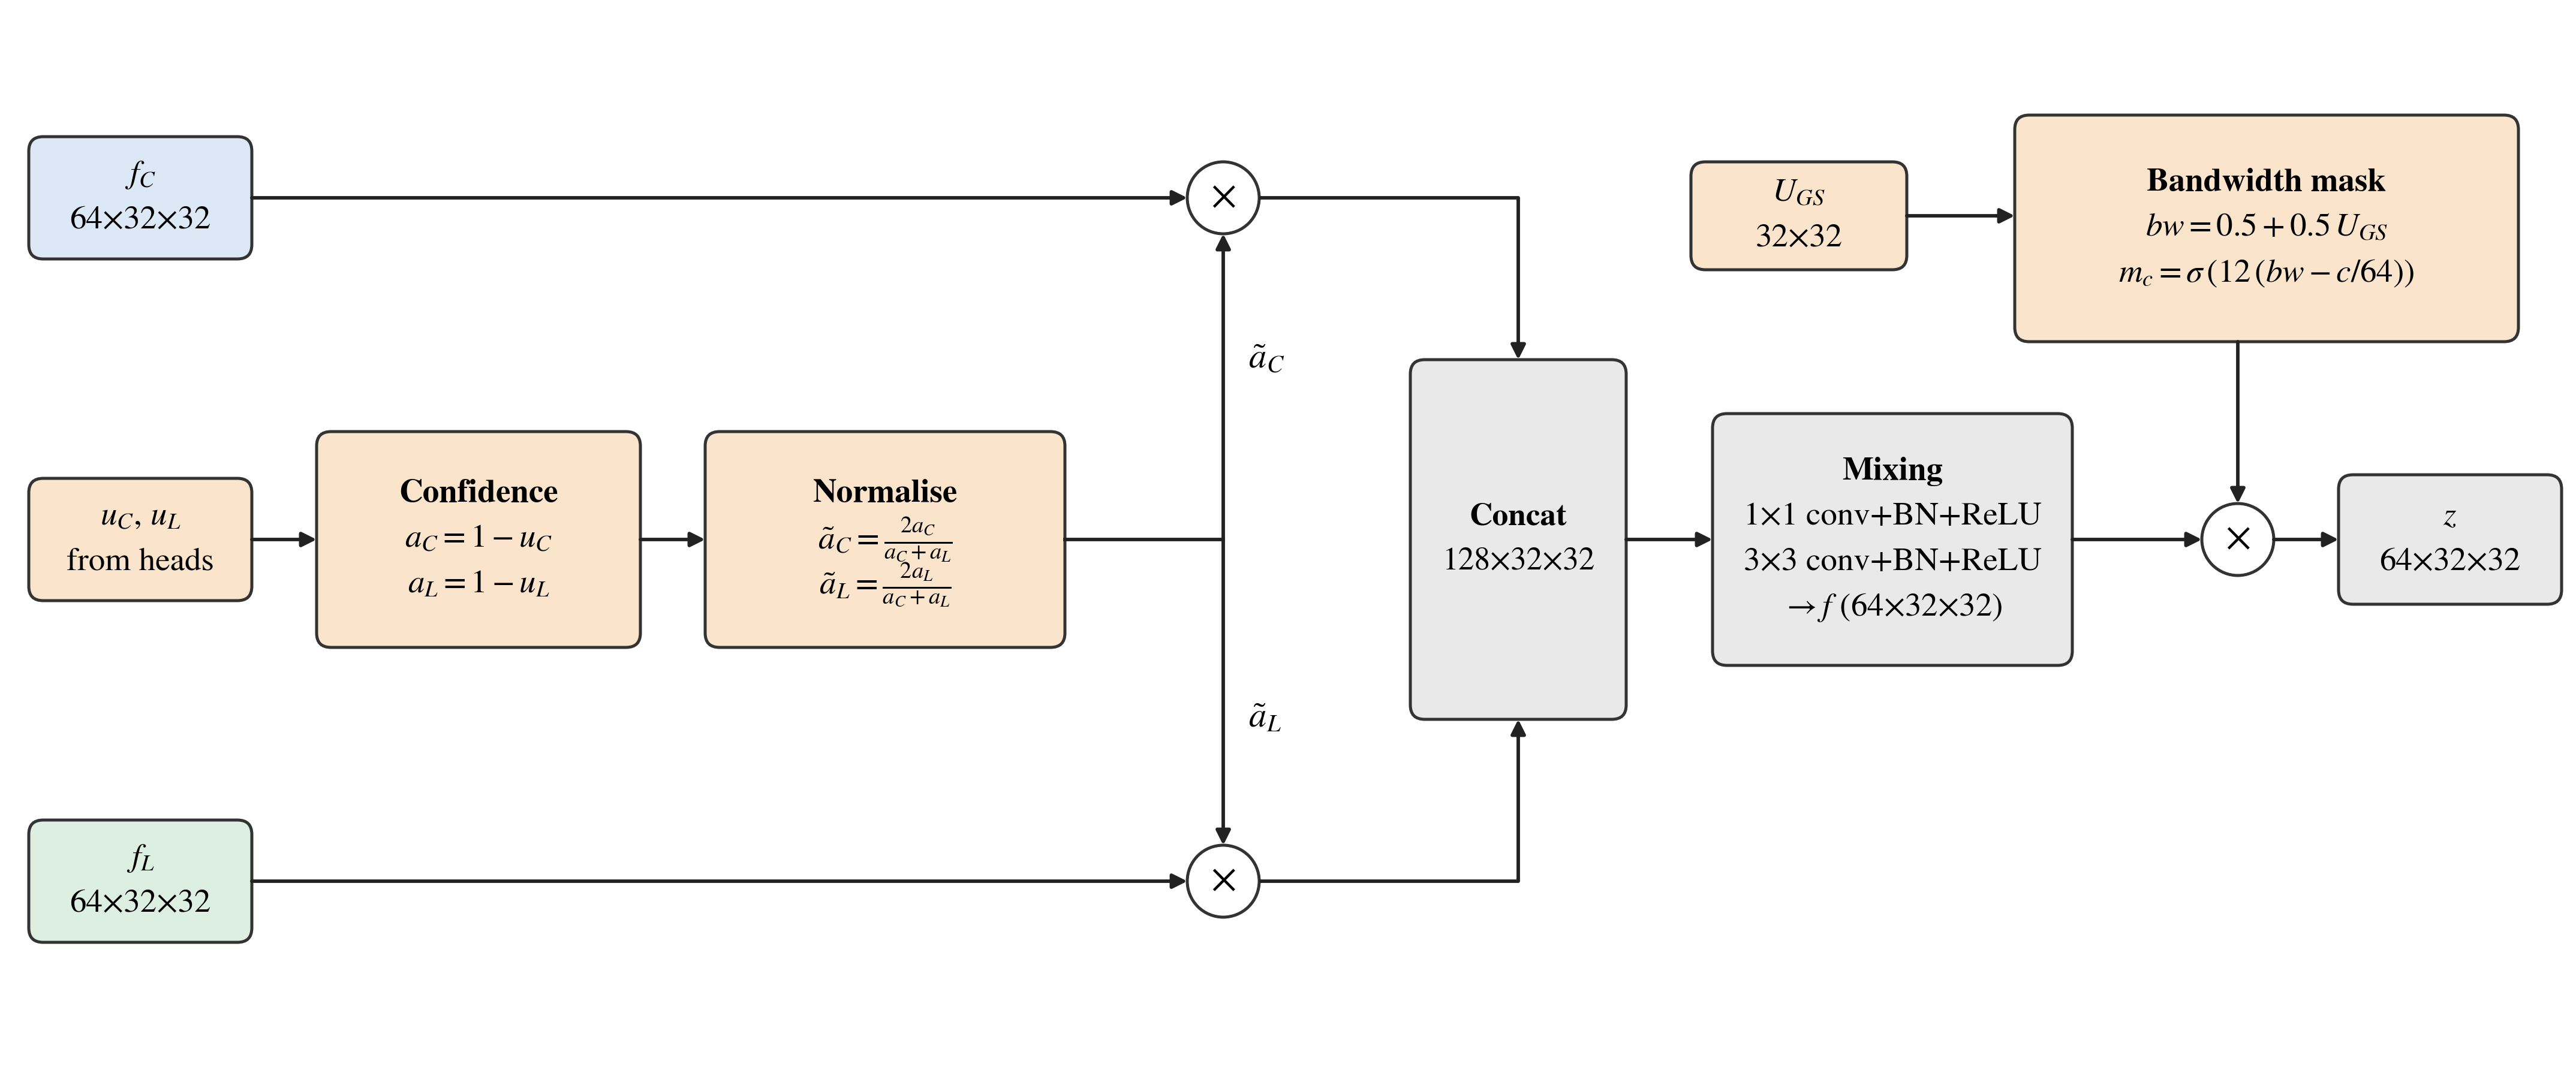 f_C
64×32×32
×
U_GS
32×32
Bandwidth mask
bw = 0.5 + 0.5 U_GS
m_c = σ(12 (bw − c/64))
ã_C
u_C, u_L
from heads
Confidence
a_C = 1 − u_C
a_L = 1 − u_L
Normalise
ã_C = 2a_C / (a_C + a_L)
ã_L = 2a_L / (a_C + a_L)
Concat
128×32×32
Mixing
1×1 conv+BN+ReLU
3×3 conv+BN+ReLU
→ f (64×32×32)
×
z
64×32×32
ã_L
f_L
64×32×32
×